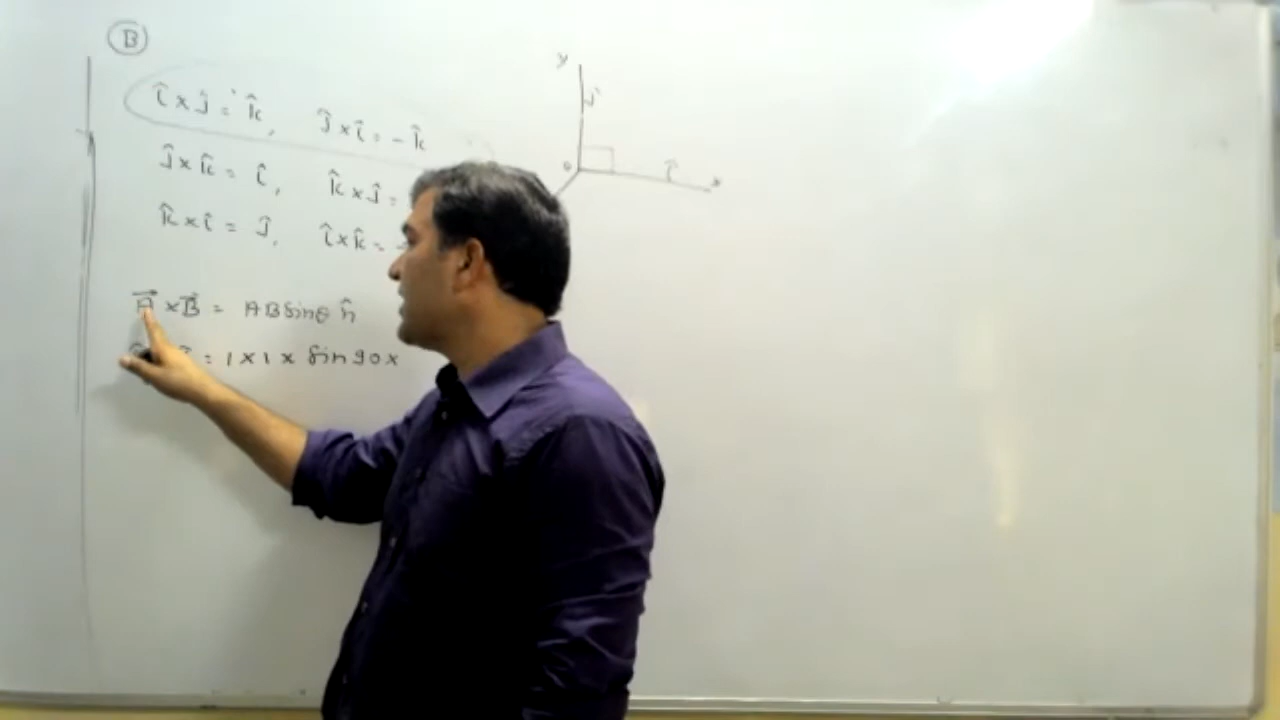 B
î × ĵ = k̂, ĵ × î = - k̂
ĵ × k̂ = î, k̂ × ĵ =
k̂ × î = ĵ, î × k̂ = -
A⃗ × B⃗ = AB Sinθ n̂
= 1 × 1 × Sin 90 ×
y
ĵ
o
î
x